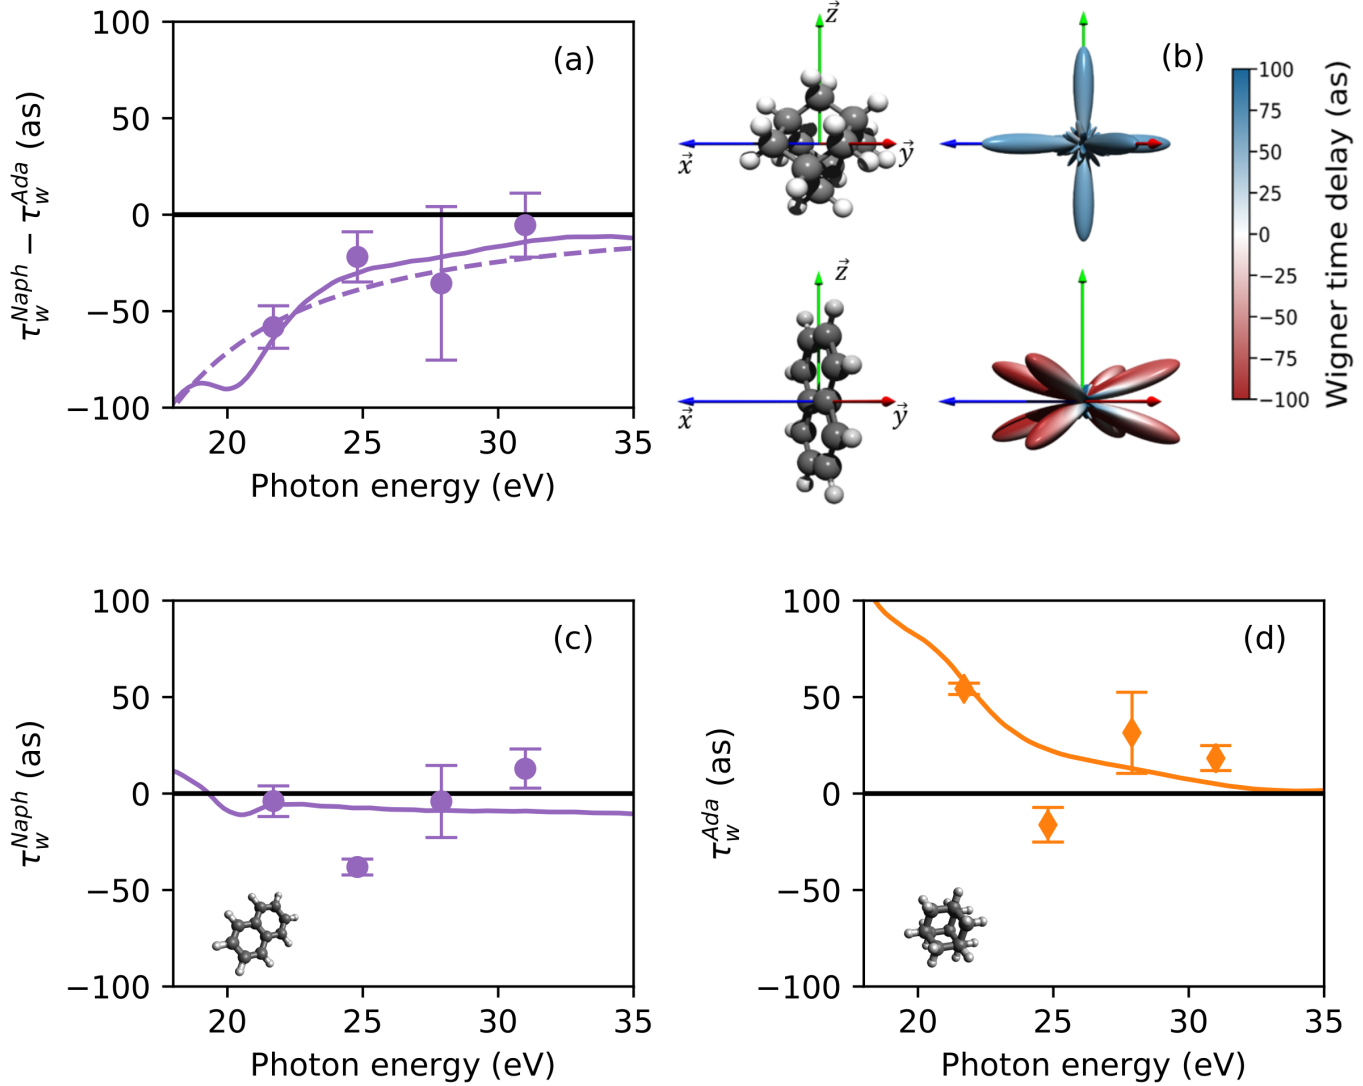 (a)
100
50
0
−50
−100
τ_w^Naph − τ_w^Ada (as)
20 25 30 35
Photon energy (eV)
(b)
z⃗
x⃗ y⃗
z⃗
x⃗ y⃗
100
75
50
25
0
−25
−50
−75
−100
Wigner time delay (as)
(c)
100
50
0
−50
−100
τ_w^Naph (as)
20 25 30 35
Photon energy (eV)
(d)
100
50
0
−50
−100
τ_w^Ada (as)
20 25 30 35
Photon energy (eV)